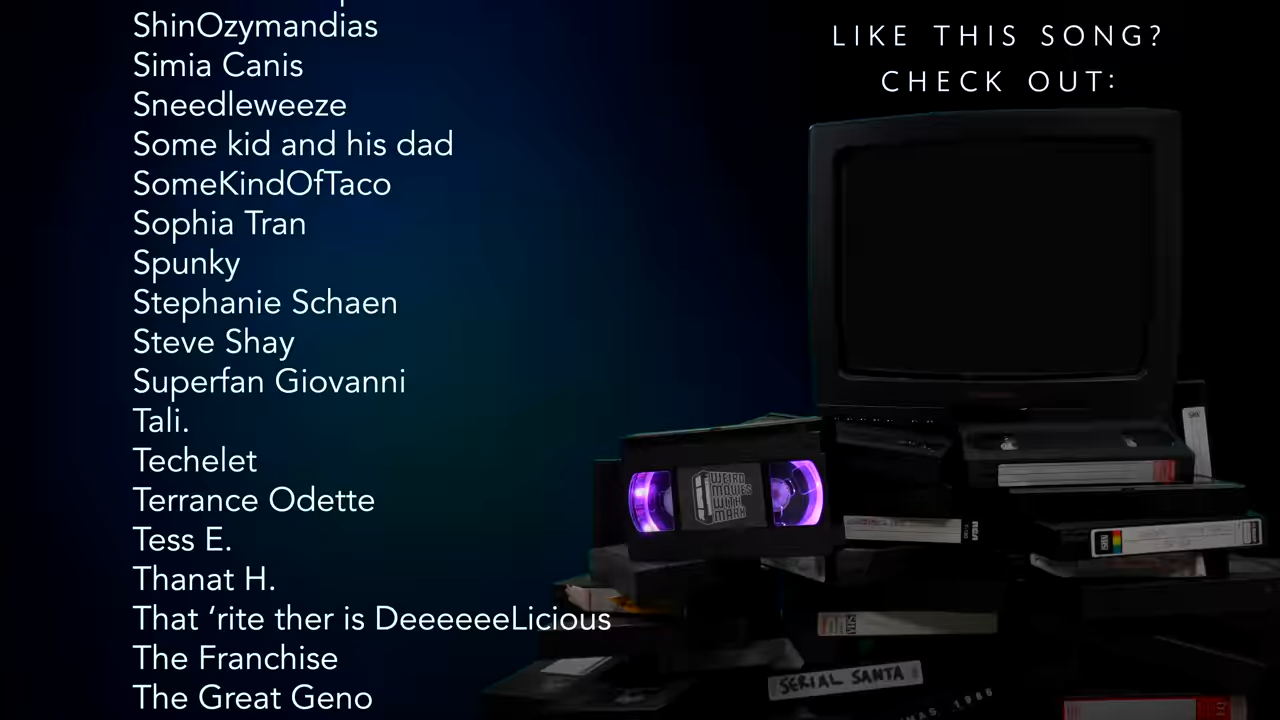 ShinOzymandias
Simia Canis
Sneedleweeze
Some kid and his dad
SomeKindOfTaco
Sophia Tran
Spunky
Stephanie Schaen
Steve Shay
Superfan Giovanni
Tali.
Techelet
Terrance Odette
Tess E.
Thanat H.
That ‘rite ther is DeeeeeeLicious
The Franchise
The Great Geno
LIKE THIS SONG?
CHECK OUT:
WEIRD
MOVIES
WITH
MARK
RCA
SERIAL SANTA